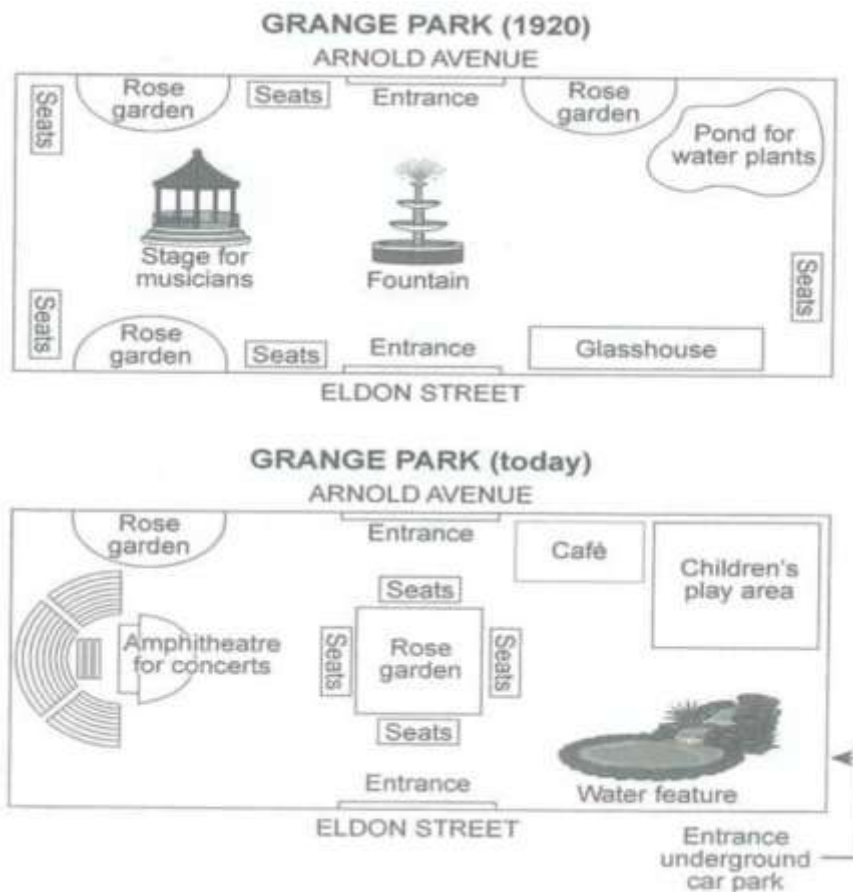 GRANGE PARK (1920)
ARNOLD AVENUE
Rose
garden
Seats
Entrance
Rose
garden
Seats
Pond for
water plants
Stage for
musicians
Fountain
Seats
Seats
Rose
garden
Seats
Entrance
Glasshouse
ELDON STREET
GRANGE PARK (today)
ARNOLD AVENUE
Rose
garden
Entrance
Café
Children's
play area
Seats
Amphitheatre
for concerts
Seats
Rose
garden
Seats
Seats
Entrance
Water feature
ELDON STREET
Entrance
underground
car park